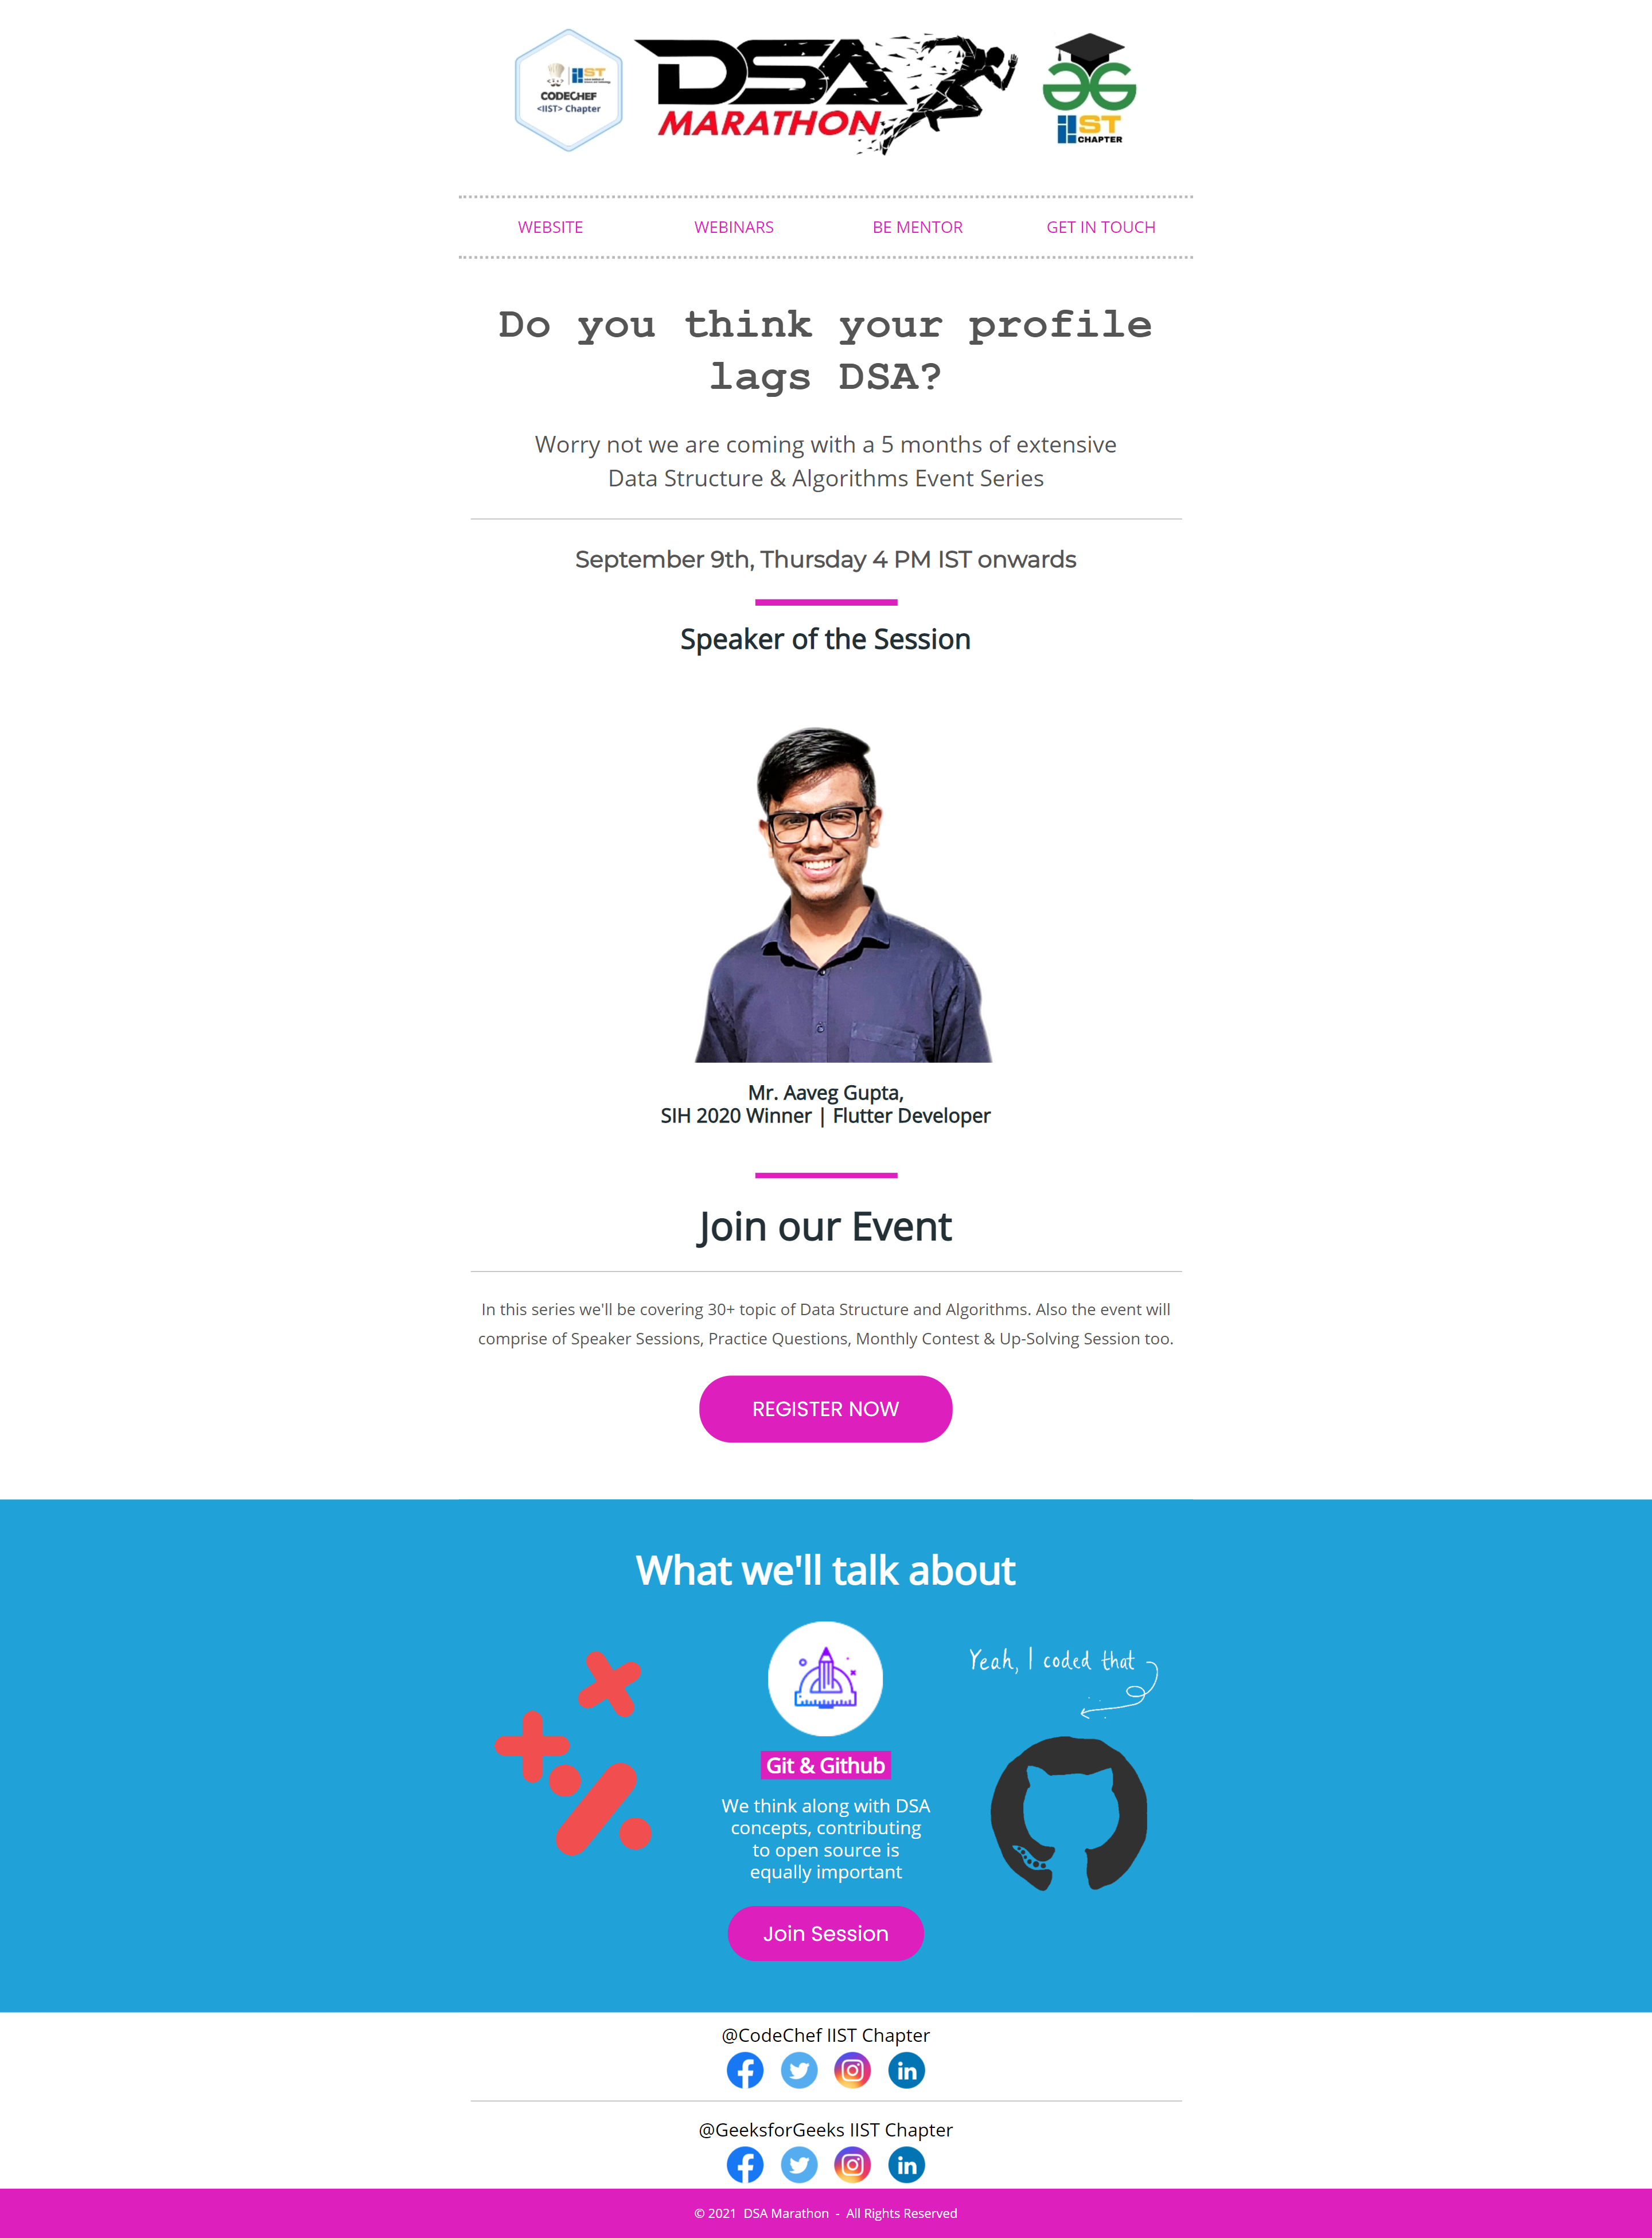 IIST
CODECHEF
<IIST> Chapter
DSA
MARATHON
IIST
CHAPTER
WEBSITE
WEBINARS
BE MENTOR
GET IN TOUCH
Do you think your profile
lags DSA?
Worry not we are coming with a 5 months of extensive
Data Structure & Algorithms Event Series
September 9th, Thursday 4 PM IST onwards
Speaker of the Session
Mr. Aaveg Gupta,
SIH 2020 Winner | Flutter Developer
Join our Event
In this series we'll be covering 30+ topic of Data Structure and Algorithms. Also the event will
comprise of Speaker Sessions, Practice Questions, Monthly Contest & Up-Solving Session too.
REGISTER NOW
What we'll talk about
Yeah, I coded that
Git & Github
We think along with DSA
concepts, contributing
to open source is
equally important
Join Session
@CodeChef IIST Chapter
@GeeksforGeeks IIST Chapter
© 2021 DSA Marathon - All Rights Reserved